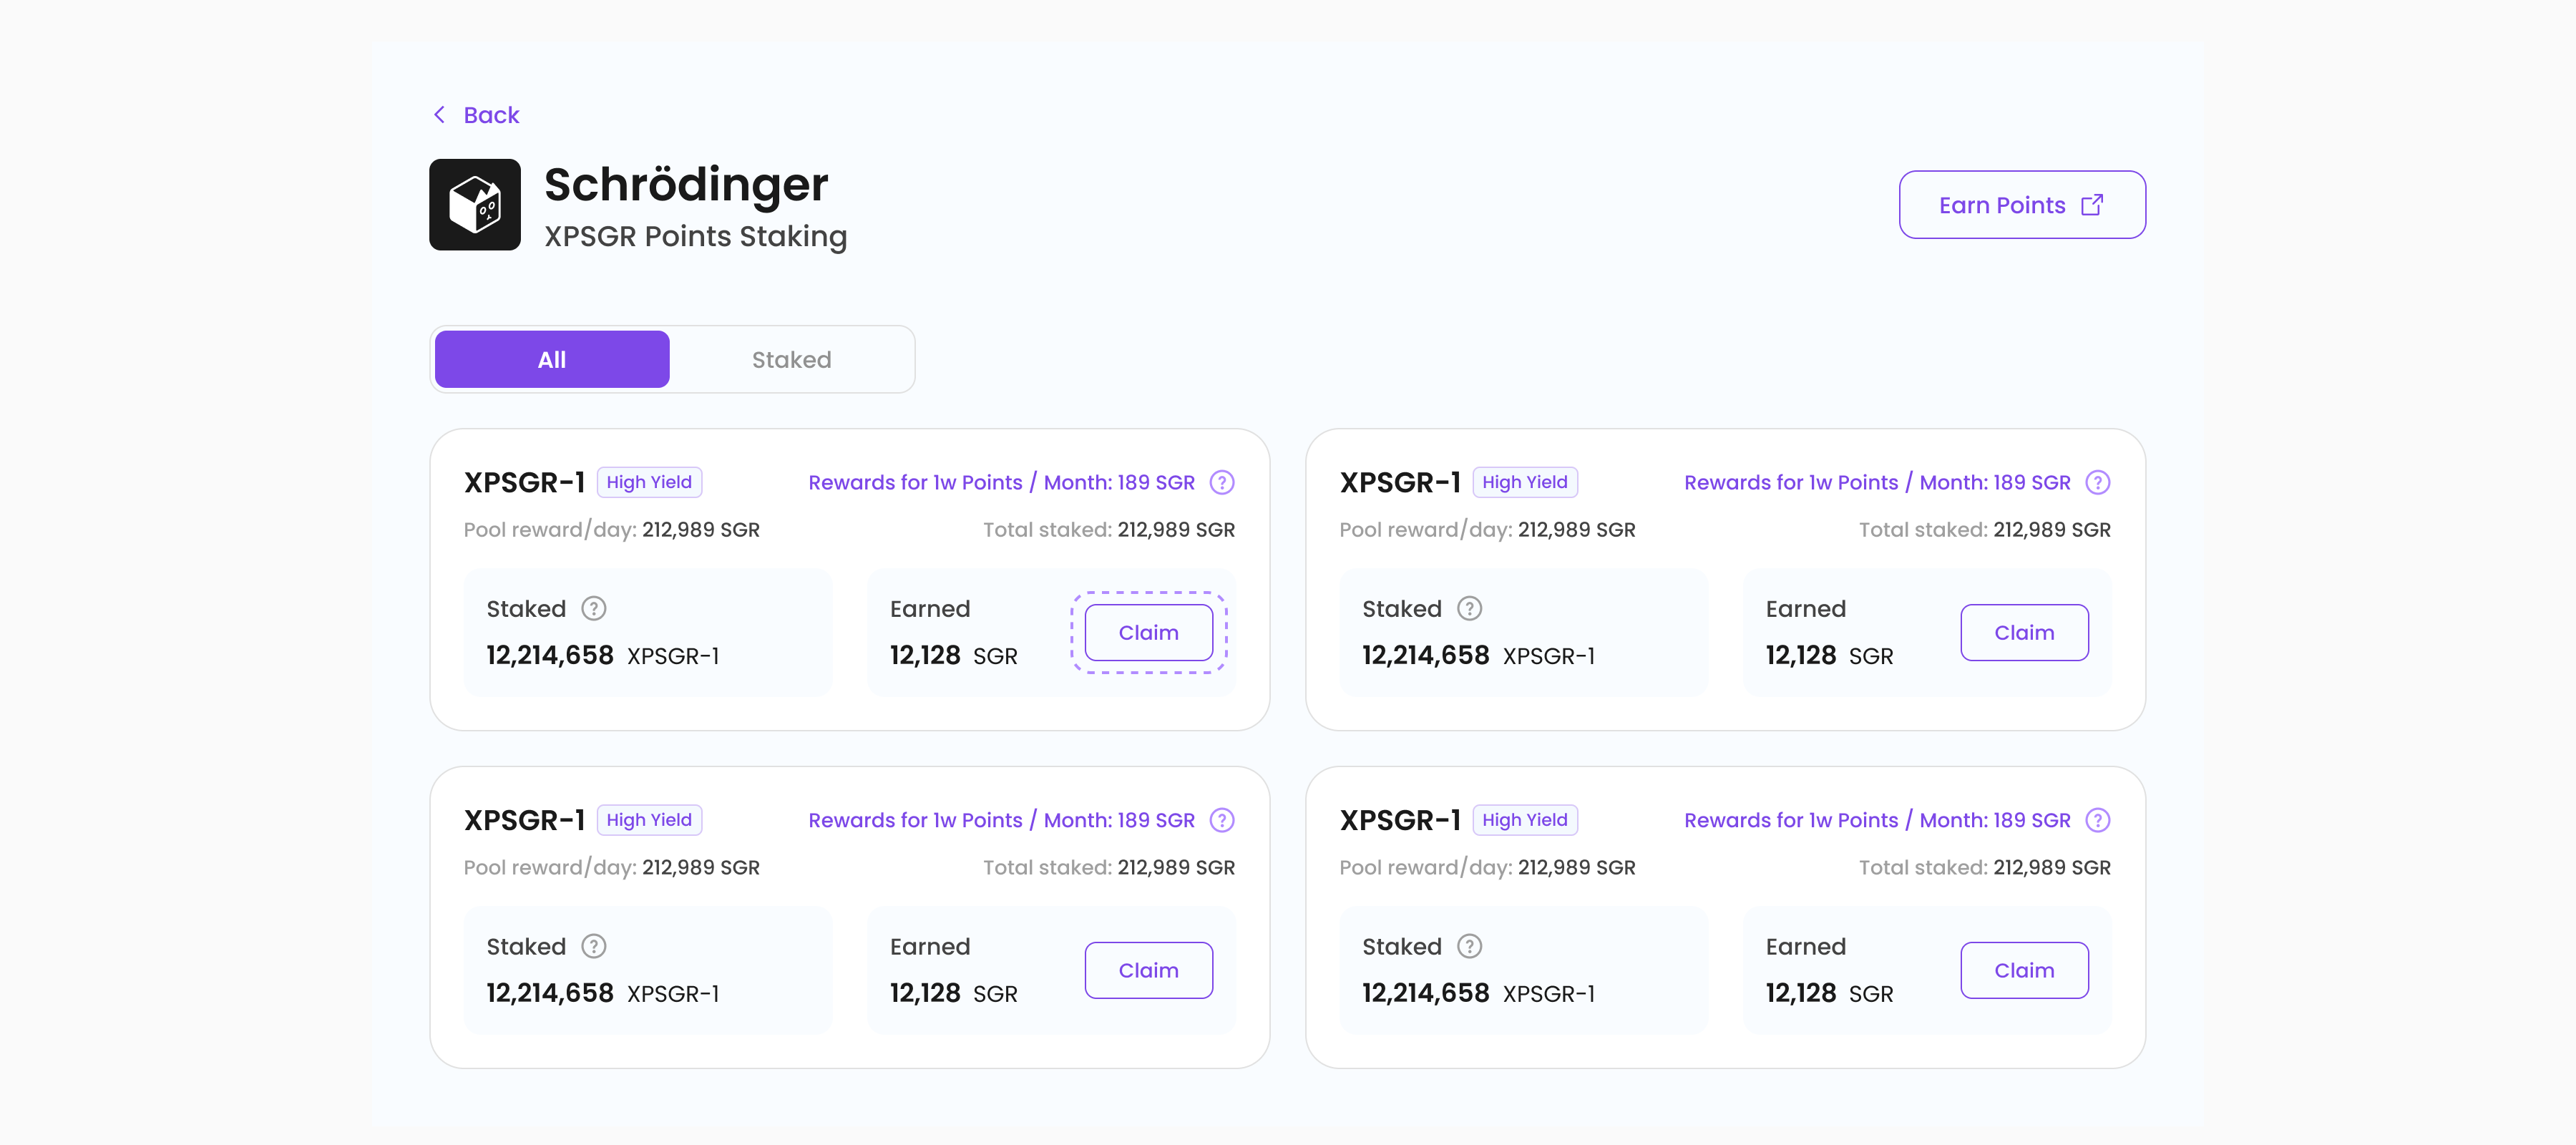 Back
Schrödinger
XPSGR Points Staking
Earn Points
All
Staked
XPSGR-1 High Yield Rewards for 1w Points / Month: 189 SGR ?
Pool reward/day: 212,989 SGR Total staked: 212,989 SGR
Staked ?
12,214,658 XPSGR-1
Earned
12,128 SGR
Claim
XPSGR-1 High Yield Rewards for 1w Points / Month: 189 SGR ?
Pool reward/day: 212,989 SGR Total staked: 212,989 SGR
Staked ?
12,214,658 XPSGR-1
Earned
12,128 SGR
Claim
XPSGR-1 High Yield Rewards for 1w Points / Month: 189 SGR ?
Pool reward/day: 212,989 SGR Total staked: 212,989 SGR
Staked ?
12,214,658 XPSGR-1
Earned
12,128 SGR
Claim
XPSGR-1 High Yield Rewards for 1w Points / Month: 189 SGR ?
Pool reward/day: 212,989 SGR Total staked: 212,989 SGR
Staked ?
12,214,658 XPSGR-1
Earned
12,128 SGR
Claim